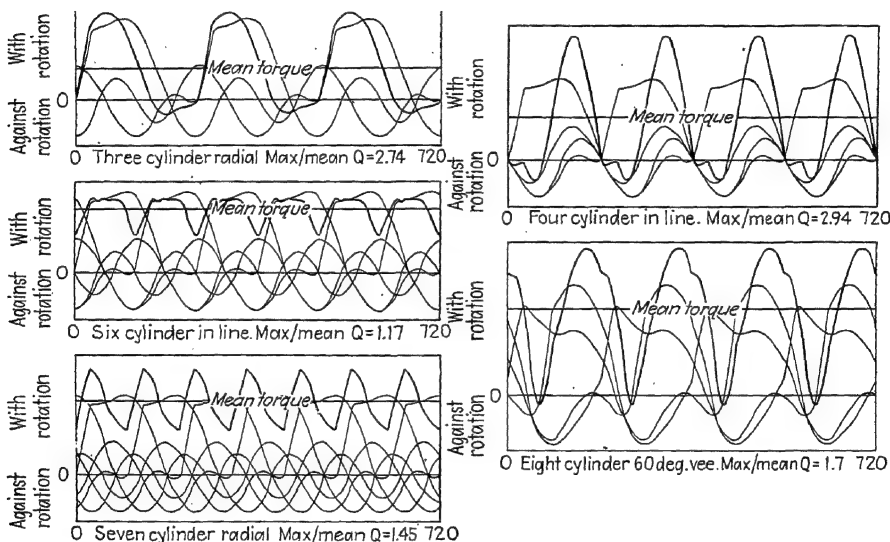 With
rotation
Against
rotation
0
Mean torque
0 Three cylinder radial Max/mean Q=2.74 720
With
rotation
Against
rotation
0
Mean torque
0 Six cylinder in line. Max/mean Q=1.17 720
With
rotation
Against
rotation
0
Mean torque
0 Seven cylinder radial Max/mean Q=1.45 720
With
rotation
Against
rotation
0
Mean torque
0 Four cylinder in line. Max/mean Q=2.94 720
With
rotation
Against
rotation
0
Mean torque
0 Eight cylinder 60 deg. vee. Max/mean Q=1.7 720